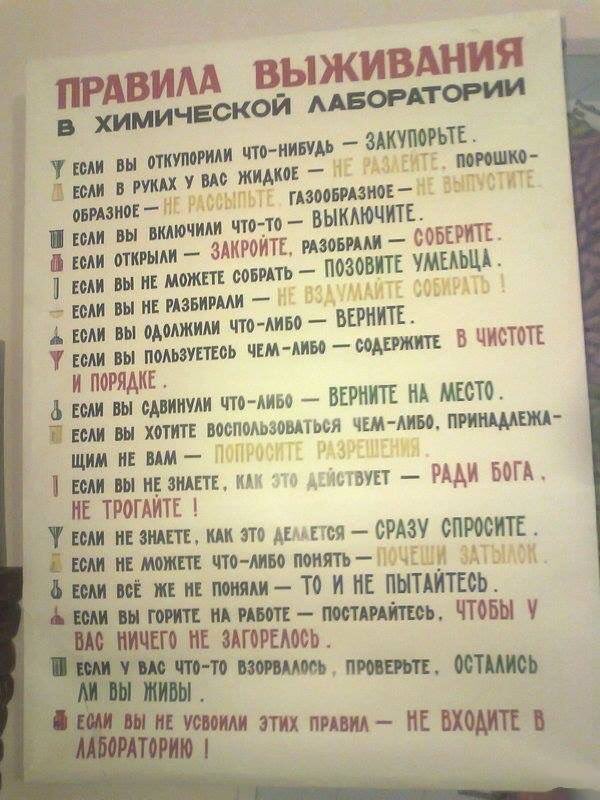 ПРАВИЛА ВЫЖИВАНИЯ
В ХИМИЧЕСКОЙ ЛАБОРАТОРИИ
ЕСЛИ ВЫ ОТКУПОРИЛИ ЧТО-НИБУДЬ — ЗАКУПОРЬТЕ.
ЕСЛИ В РУКАХ У ВАС ЖИДКОЕ — НЕ РАЗЛЕЙТЕ, ПОРОШКО-
ОБРАЗНОЕ — НЕ РАССЫПЬТЕ, ГАЗООБРАЗНОЕ — НЕ ВЫПУСТИТЕ.
ЕСЛИ ВЫ ВКЛЮЧИЛИ ЧТО-ТО — ВЫКЛЮЧИТЕ.
ЕСЛИ ОТКРЫЛИ — ЗАКРОЙТЕ, РАЗОБРАЛИ — СОБЕРИТЕ.
ЕСЛИ ВЫ НЕ МОЖЕТЕ СОБРАТЬ — ПОЗОВИТЕ УМЕЛЬЦА.
ЕСЛИ ВЫ НЕ РАЗБИРАЛИ — НЕ ВЗДУМАЙТЕ СОБИРАТЬ!
ЕСЛИ ВЫ ОДОЛЖИЛИ ЧТО-ЛИБО — ВЕРНИТЕ.
ЕСЛИ ВЫ ПОЛЬЗУЕТЕСЬ ЧЕМ-ЛИБО — СОДЕРЖИТЕ В ЧИСТОТЕ
И ПОРЯДКЕ.
ЕСЛИ ВЫ СДВИНУЛИ ЧТО-ЛИБО — ВЕРНИТЕ НА МЕСТО.
ЕСЛИ ВЫ ХОТИТЕ ВОСПОЛЬЗОВАТЬСЯ ЧЕМ-ЛИБО, ПРИНАДЛЕЖА-
ЩИМ НЕ ВАМ — ПОПРОСИТЕ РАЗРЕШЕНИЯ.
ЕСЛИ ВЫ НЕ ЗНАЕТЕ, КАК ЭТО ДЕЙСТВУЕТ — РАДИ БОГА,
НЕ ТРОГАЙТЕ!
ЕСЛИ НЕ ЗНАЕТЕ, КАК ЭТО ДЕЛАЕТСЯ — СРАЗУ СПРОСИТЕ.
ЕСЛИ НЕ МОЖЕТЕ ЧТО-ЛИБО ПОНЯТЬ — ПОЧЕШИ ЗАТЫЛОК.
ЕСЛИ ВСЁ ЖЕ НЕ ПОНЯЛИ — ТО И НЕ ПЫТАЙТЕСЬ.
ЕСЛИ ВЫ ГОРИТЕ НА РАБОТЕ — ПОСТАРАЙТЕСЬ, ЧТОБЫ У
ВАС НИЧЕГО НЕ ЗАГОРЕЛОСЬ.
ЕСЛИ У ВАС ЧТО-ТО ВЗОРВАЛОСЬ, ПРОВЕРЬТЕ, ОСТАЛИСЬ
ЛИ ВЫ ЖИВЫ.
ЕСЛИ ВЫ НЕ УСВОИЛИ ЭТИХ ПРАВИЛ — НЕ ВХОДИТЕ В
ЛАБОРАТОРИЮ!